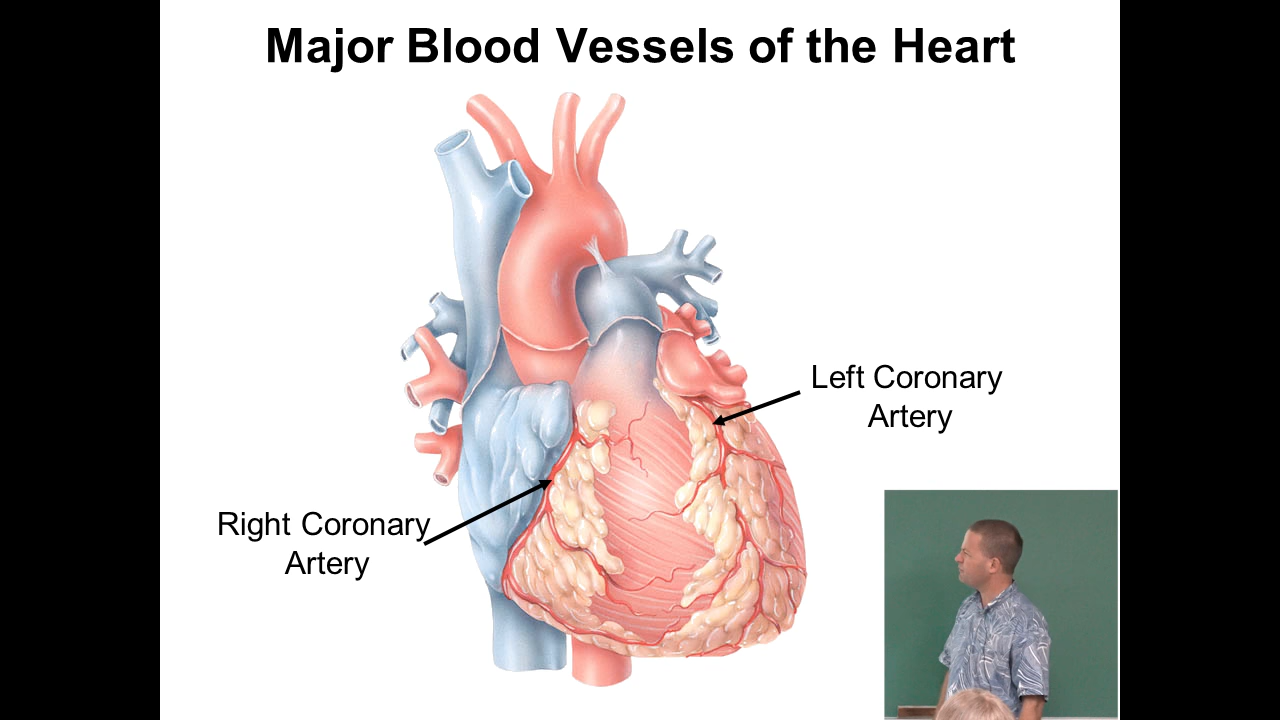 Major Blood Vessels of the Heart
Left Coronary
Artery
Right Coronary
Artery